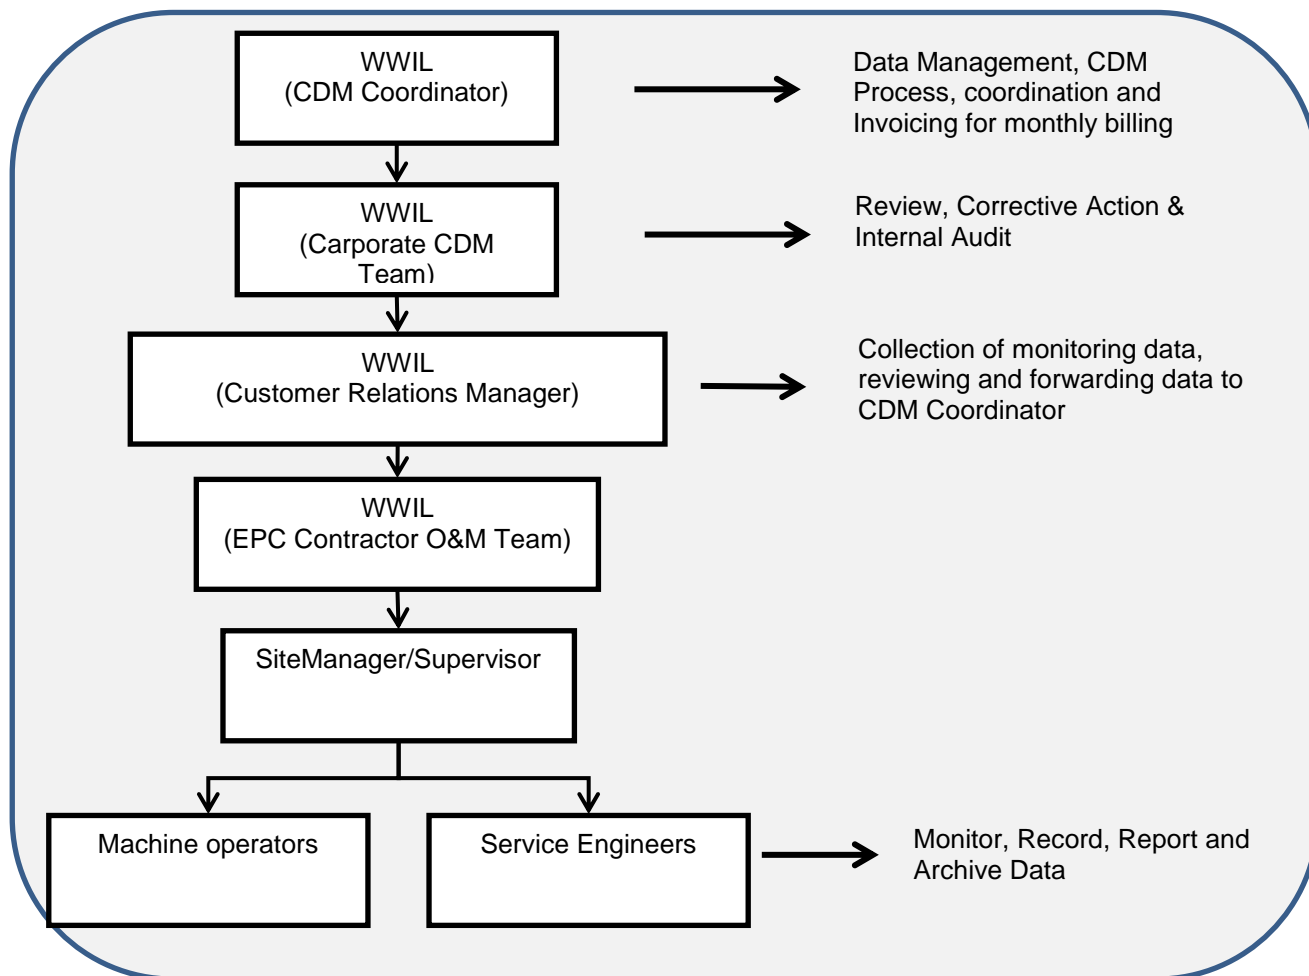 WWIL
(CDM Coordinator)
Data Management, CDM
Process, coordination and
Invoicing for monthly billing
WWIL
(Carporate CDM
Team)
Review, Corrective Action &
Internal Audit
WWIL
(Customer Relations Manager)
Collection of monitoring data,
reviewing and forwarding data to
CDM Coordinator
WWIL
(EPC Contractor O&M Team)
SiteManager/Supervisor
Machine operators
Service Engineers
Monitor, Record, Report and
Archive Data